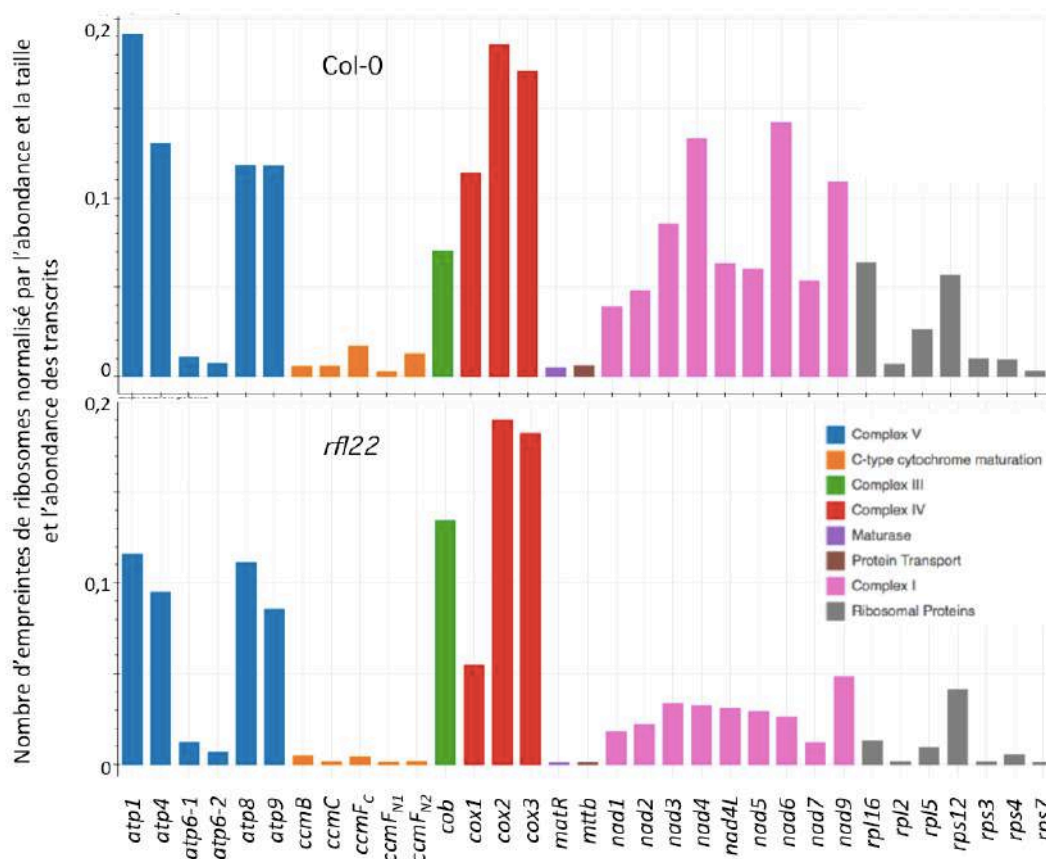 Nombre d'empreintes de ribosomes normalisé par l'abondance et la taille
et l'abondance des transcrits
0,2
Col-0
0,1
0
0,2
rfl22
0,1
0
Complex V
C-type cytochrome maturation
Complex III
Complex IV
Maturase
Protein Transport
Complex I
Ribosomal Proteins
atp1
atp4
atp6-1
atp6-2
atp8
atp9
ccmB
ccmC
ccmFC
ccmFN1
ccmFN2
cob
cox1
cox2
cox3
matR
mttb
nad1
nad2
nad3
nad4
nad4L
nad5
nad6
nad7
nad9
rpl16
rpl2
rpl5
rps12
rps3
rps4
rps7